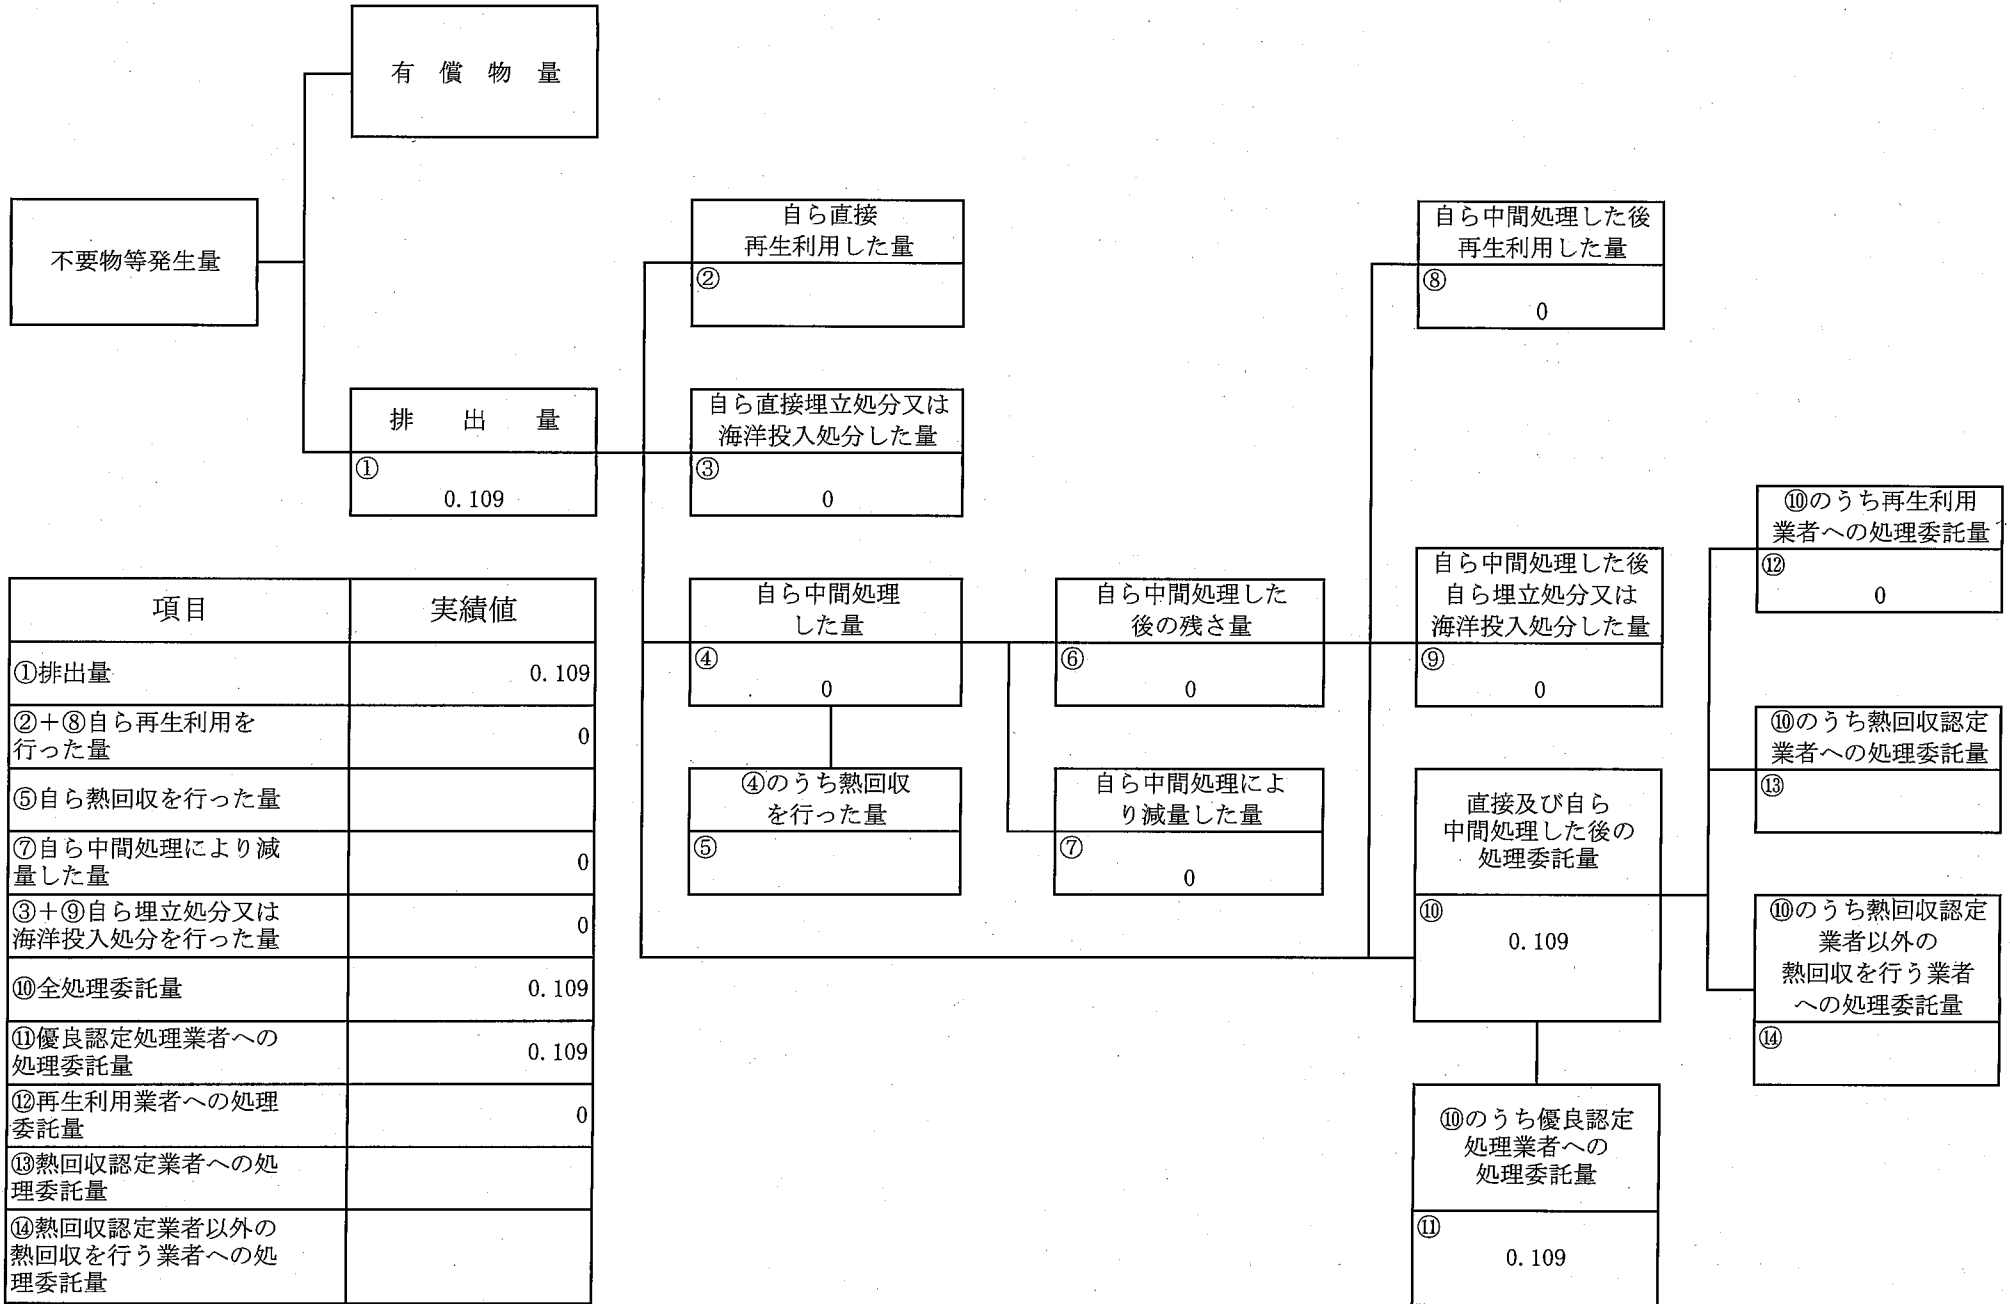 有償物量
不要物等発生量
自ら直接
再生利用した量
②
自ら中間処理した後
再生利用した量
⑧
0
排出量
①
0.109
自ら直接埋立処分又は
海洋投入処分した量
③
0
⑩のうち再生利用
業者への処理委託量
⑫
0
自ら中間処理
した量
④
0
自ら中間処理した
後の残さ量
⑥
0
自ら中間処理した後
自ら埋立処分又は
海洋投入処分した量
⑨
0
⑩のうち熱回収認定
業者への処理委託量
⑬
④のうち熱回収
を行った量
⑤
自ら中間処理によ
り減量した量
⑦
0
直接及び自ら
中間処理した後の
処理委託量
⑩
0.109
⑩のうち熱回収認定
業者以外の
熱回収を行う業者
への処理委託量
⑭
⑩のうち優良認定
処理業者への
処理委託量
⑪
0.109
項目 実績値
①排出量 0.109
②+⑧自ら再生利用を
行った量 0
⑤自ら熱回収を行った量
⑦自ら中間処理により減
量した量 0
③+⑨自ら埋立処分又は
海洋投入処分を行った量 0
⑩全処理委託量 0.109
⑪優良認定処理業者への
処理委託量 0.109
⑫再生利用業者への処理
委託量 0
⑬熱回収認定業者への処
理委託量
⑭熱回収認定業者以外の
熱回収を行う業者への処
理委託量